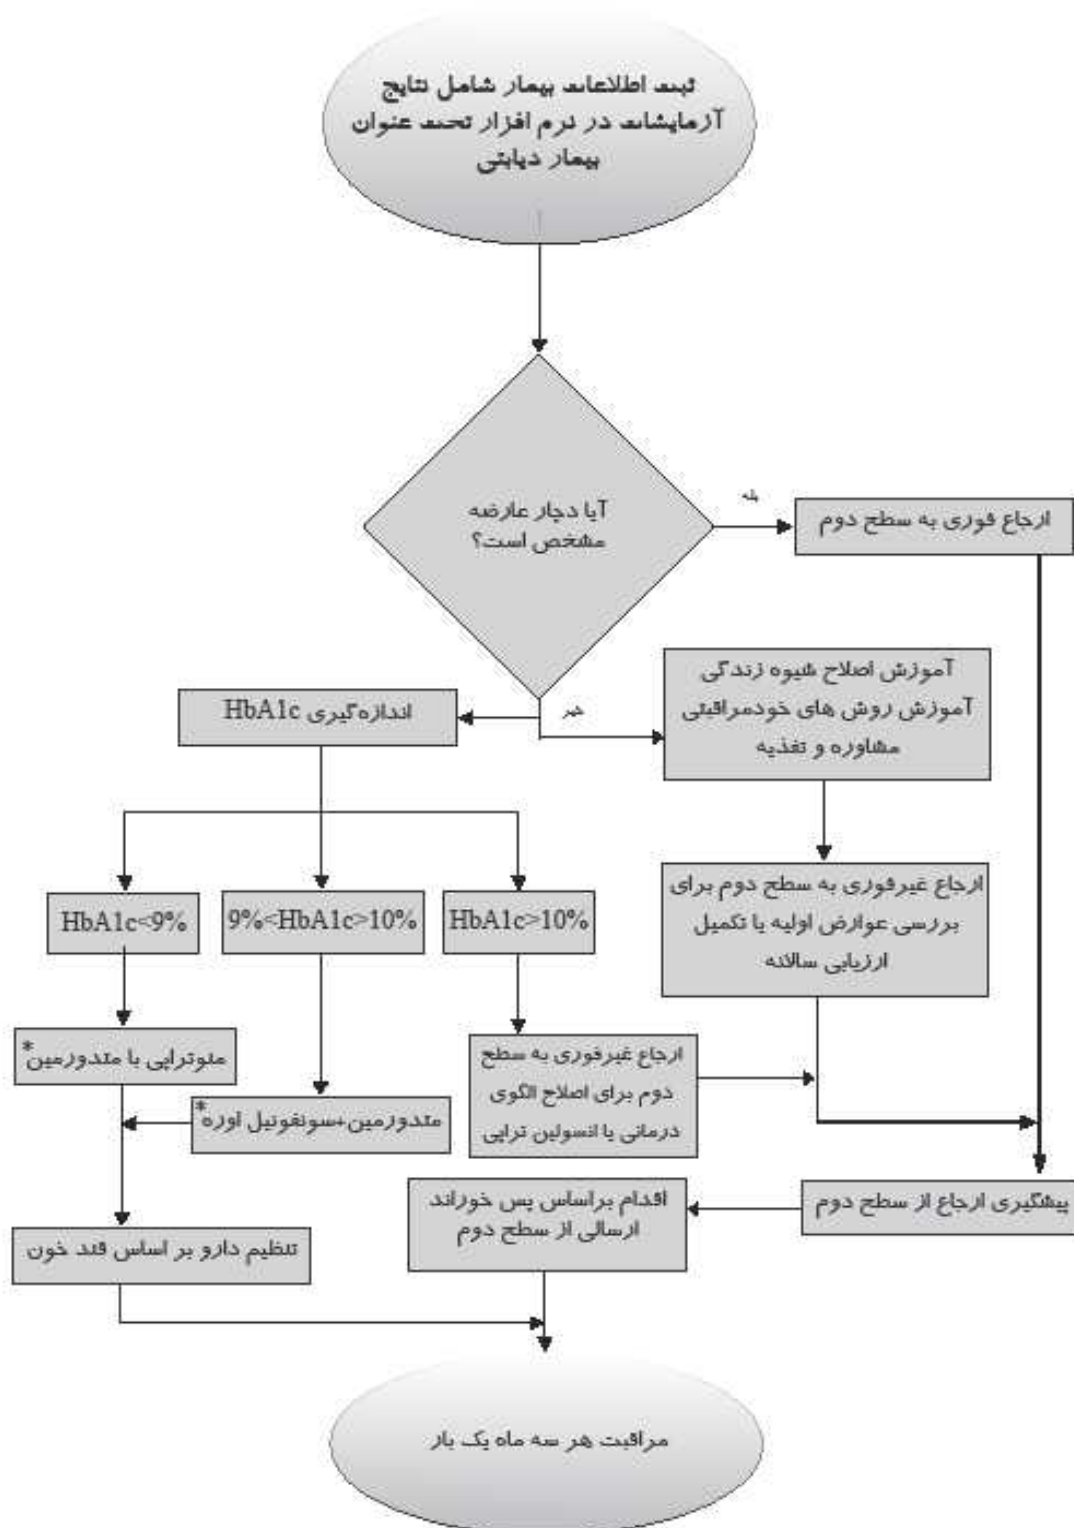 ثبت اطلاعات بیمار شامل نتایج
آزمایشات در نرم افزار تحت عنوان
بیمار دیابتی
آیا دچار عارضه
مشخص است؟
بله
ارجاع فوری به سطح دوم
خیر
آموزش اصلاح شیوه زندگی
آموزش روش های خودمراقبتی
مشاوره و تغذیه
اندازه‌گیری HbA1c
ارجاع غیرفوری به سطح دوم برای
بررسی عوارض اولیه یا تکمیل
ارزیابی سالانه
HbA1c>10%
9%<HbA1c>10%
HbA1c<9%
ارجاع غیرفوری به سطح
دوم برای اصلاح الگوی
درمانی یا انسولین تراپی
منوتراپی با متدورمین*
متدورمین+سونفونیل اوره*
پیشگیری ارجاع از سطح دوم
اقدام براساس پس خوراند
ارسالی از سطح دوم
تنظیم دارو بر اساس قند خون
مراقبت هر سه ماه یک بار